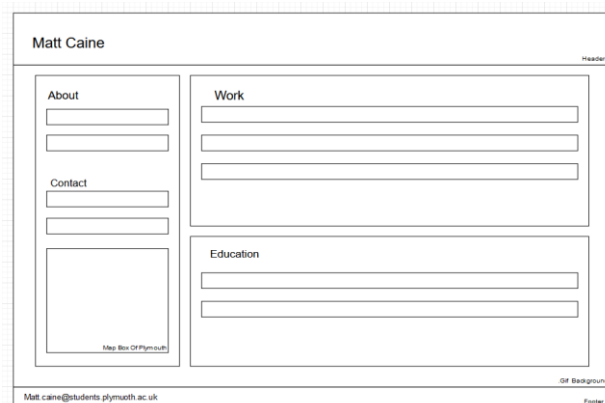 Matt Caine
Header
About
Work
Contact
Education
Map Box Of Plymouth
.Gif Background
Matt.caine@students.plymuoth.ac.uk
Footer